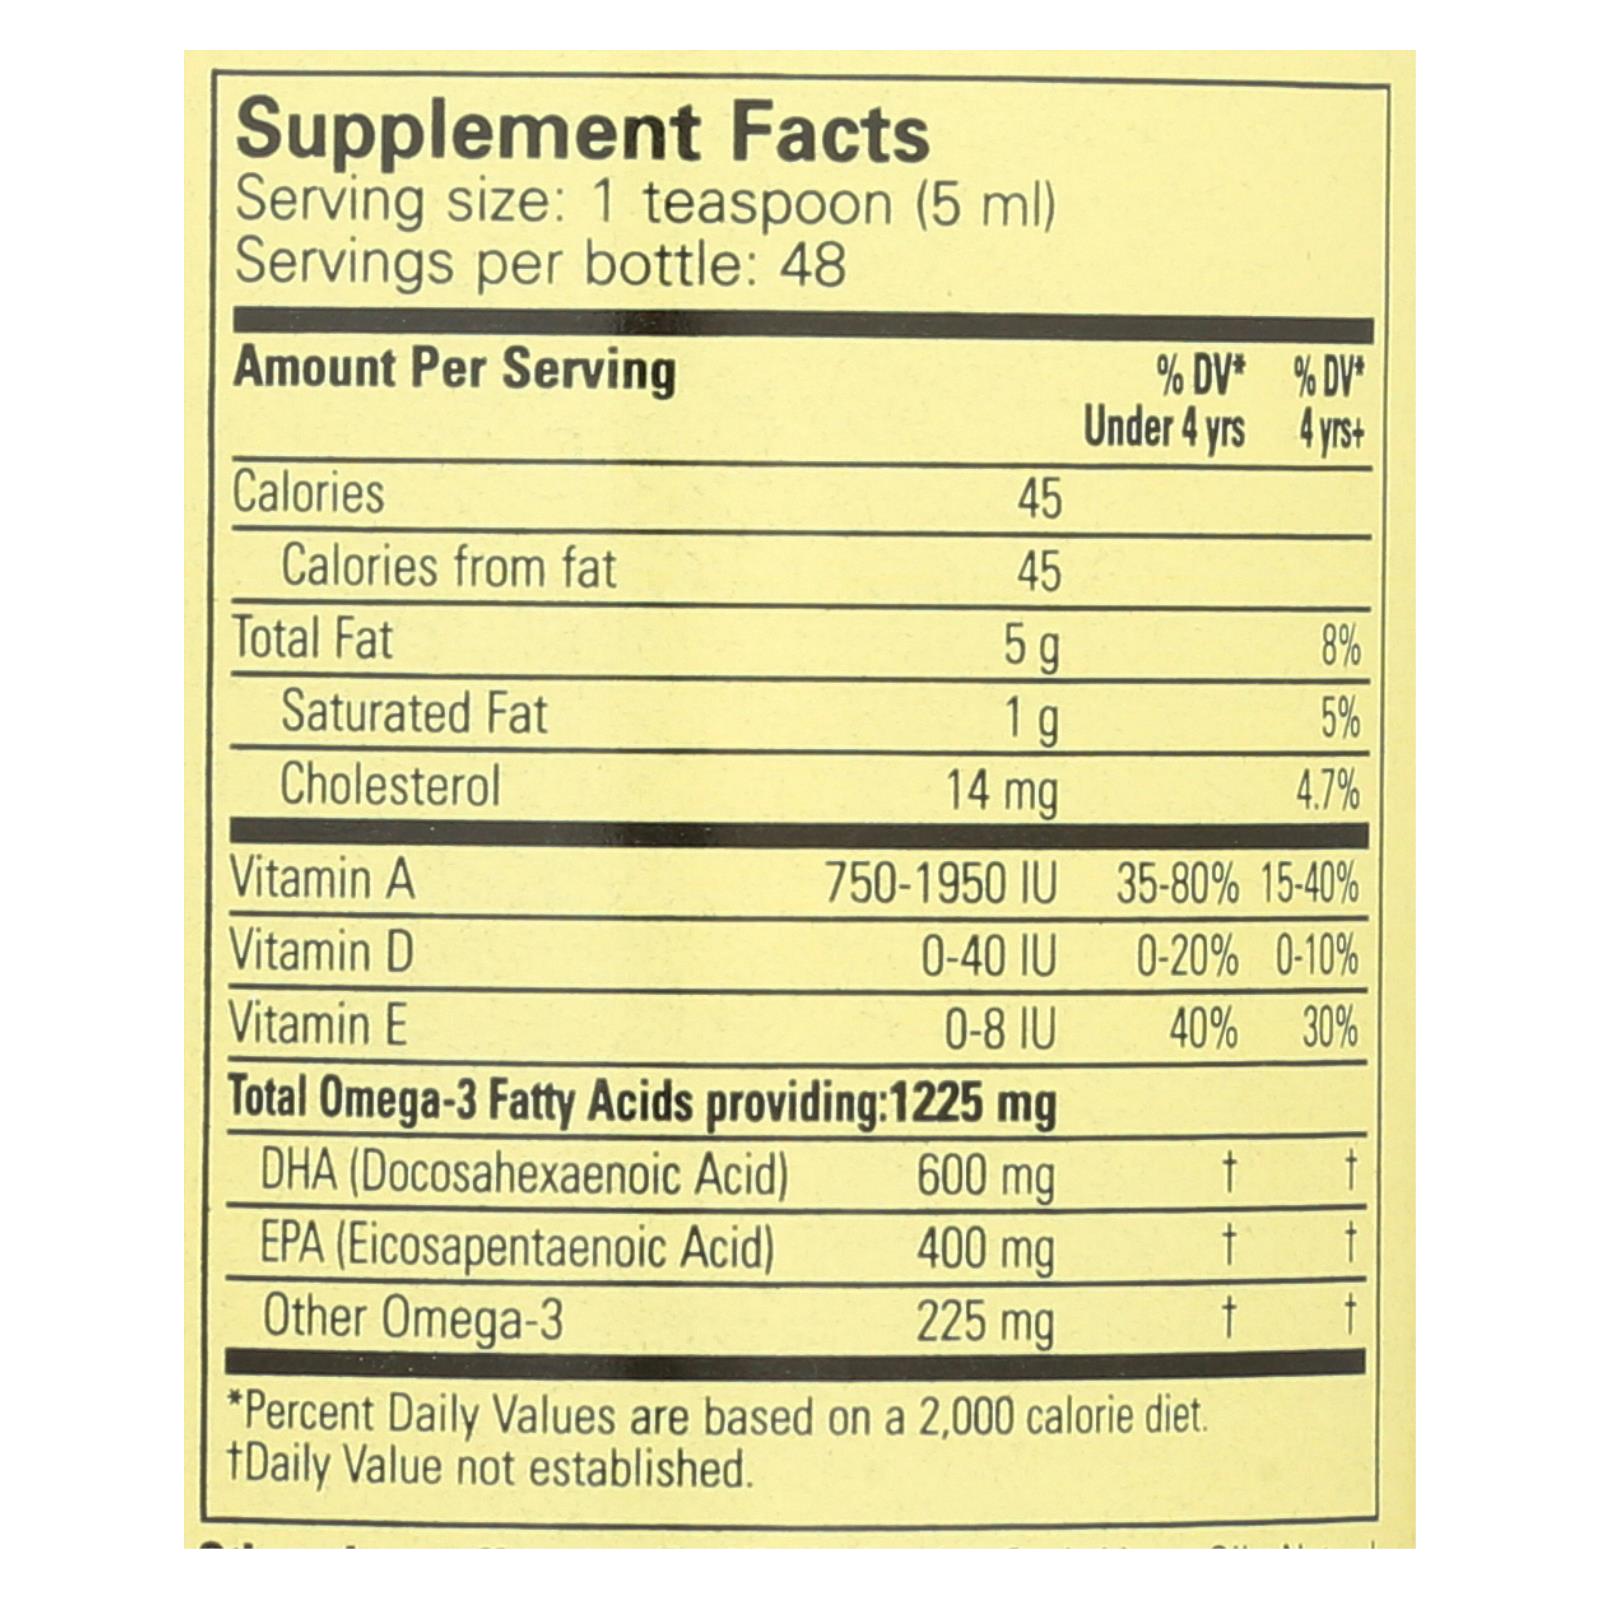 Supplement Facts
Serving size: 1 teaspoon (5 ml)
Servings per bottle: 48
Amount Per Serving % DV* % DV*
Under 4 yrs 4 yrs+
Calories 45
Calories from fat 45
Total Fat 5 g 8%
Saturated Fat 1 g 5%
Cholesterol 14 mg 4.7%
Vitamin A 750-1950 IU 35-80% 15-40%
Vitamin D 0-40 IU 0-20% 0-10%
Vitamin E 0-8 IU 40% 30%
Total Omega-3 Fatty Acids providing:1225 mg
DHA (Docosahexaenoic Acid) 600 mg † †
EPA (Eicosapentaenoic Acid) 400 mg † †
Other Omega-3 225 mg † †
*Percent Daily Values are based on a 2,000 calorie diet.
†Daily Value not established.